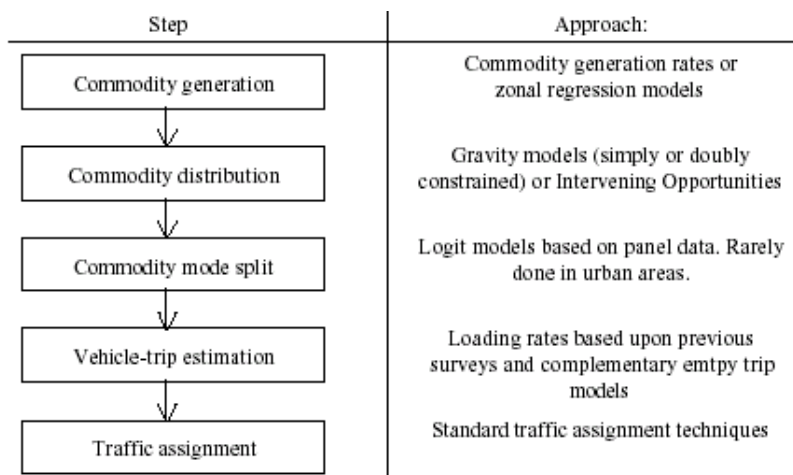 Step
Approach:
Commodity generation
Commodity generation rates or
zonal regression models
Commodity distribution
Gravity models (simply or doubly
constrained) or Intervening Opportunities
Commodity mode split
Logit models based on panel data. Rarely
done in urban areas.
Vehicle-trip estimation
Loading rates based upon previous
surveys and complementary emtpy trip
models
Traffic assignment
Standard traffic assignment techniques